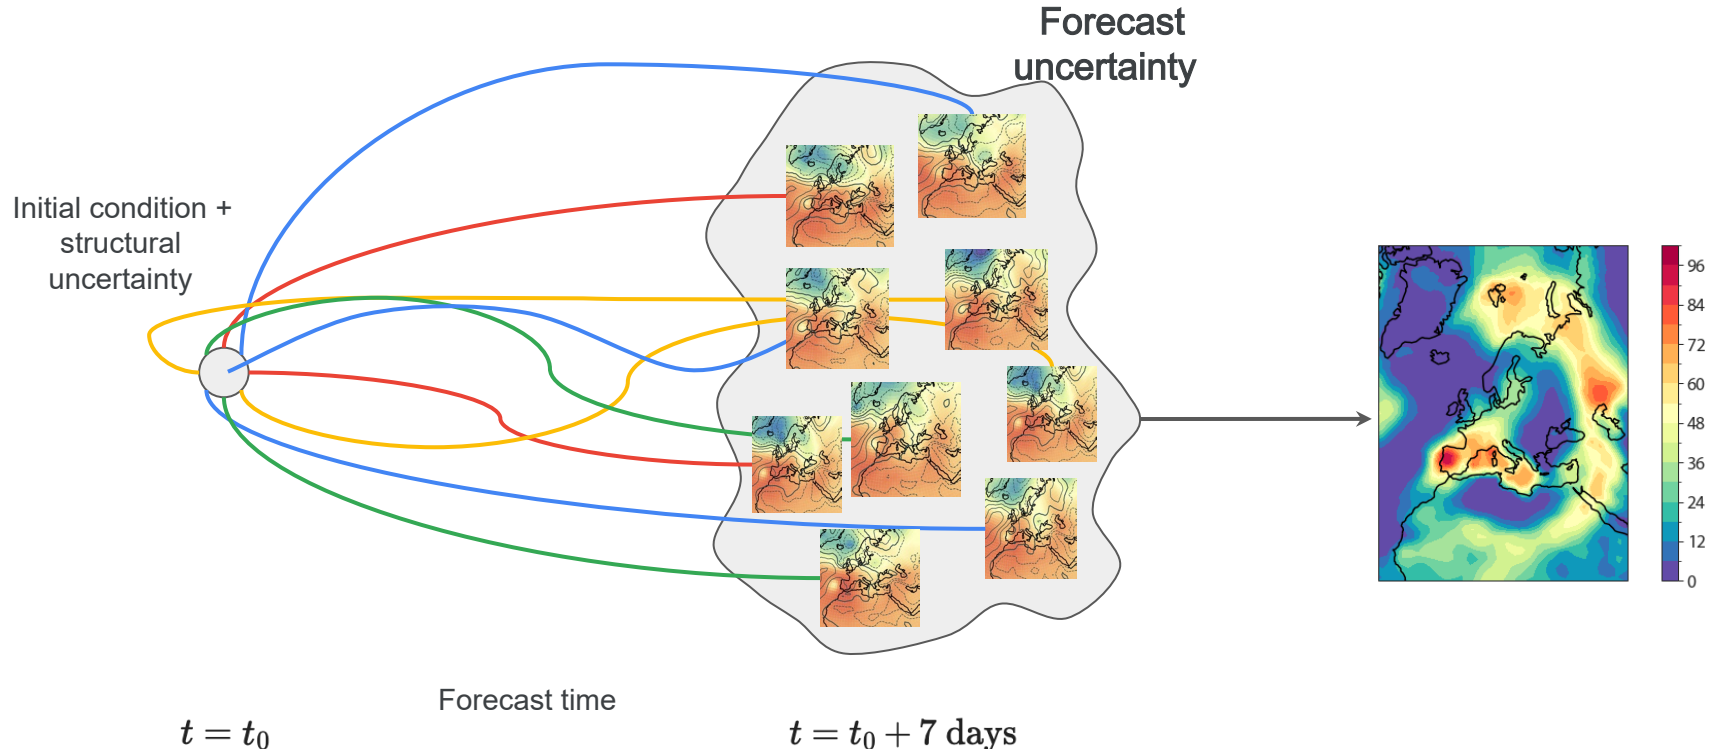 Forecast
uncertainty
Initial condition +
structural
uncertainty
96
84
72
60
48
36
24
12
0
Forecast time
t = t₀
t = t₀ + 7 days